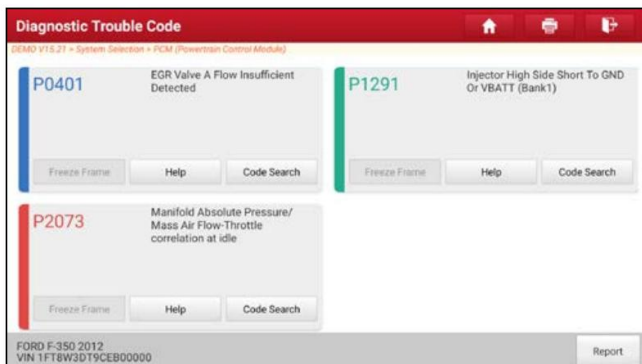 Diagnostic Trouble Code
DEMO V15.21 > System Selection > PCM (Powertrain Control Module)
P0401
EGR Valve A Flow Insufficient
Detected
Freeze Frame
Help
Code Search
P1291
Injector High Side Short To GND
Or VBATT (Bank1)
Freeze Frame
Help
Code Search
P2073
Manifold Absolute Pressure/
Mass Air Flow-Throttle
correlation at idle
Freeze Frame
Help
Code Search
FORD F-350 2012
VIN 1FT8W3DT9CEB00000
Report